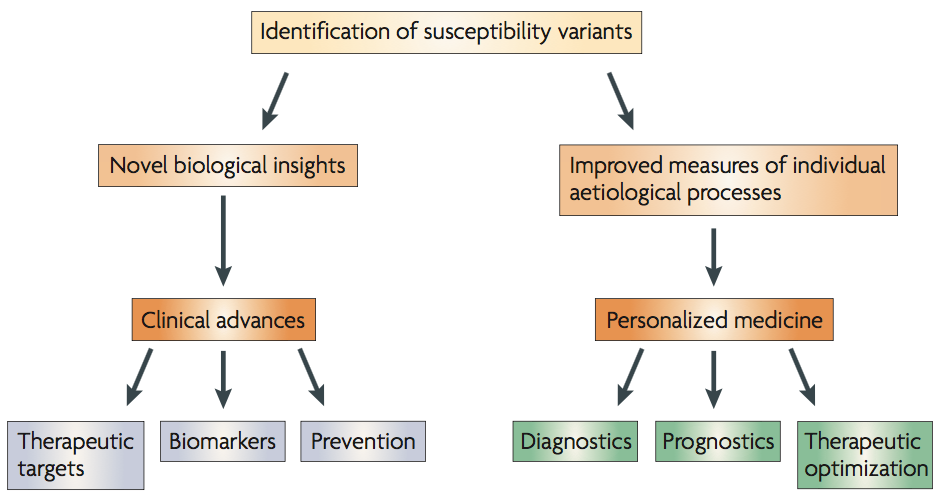 Identification of susceptibility variants
Novel biological insights
Improved measures of individual
aetiological processes
Clinical advances
Personalized medicine
Therapeutic
targets
Biomarkers
Prevention
Diagnostics
Prognostics
Therapeutic
optimization